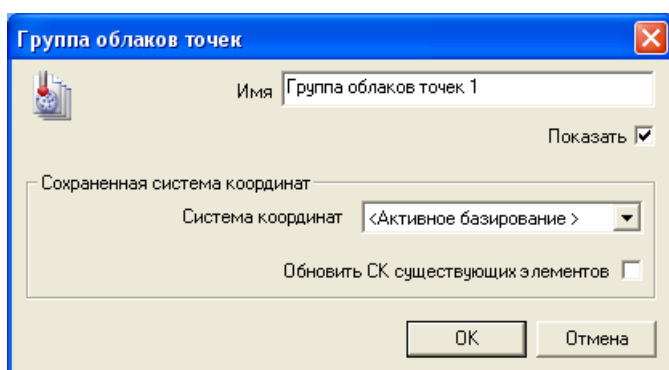 Группа облаков точек
Имя Группа облаков точек 1
Показать
Сохраненная система координат
Система координат <Активное базирование >
Обновить СК существующих элементов
OK Отмена